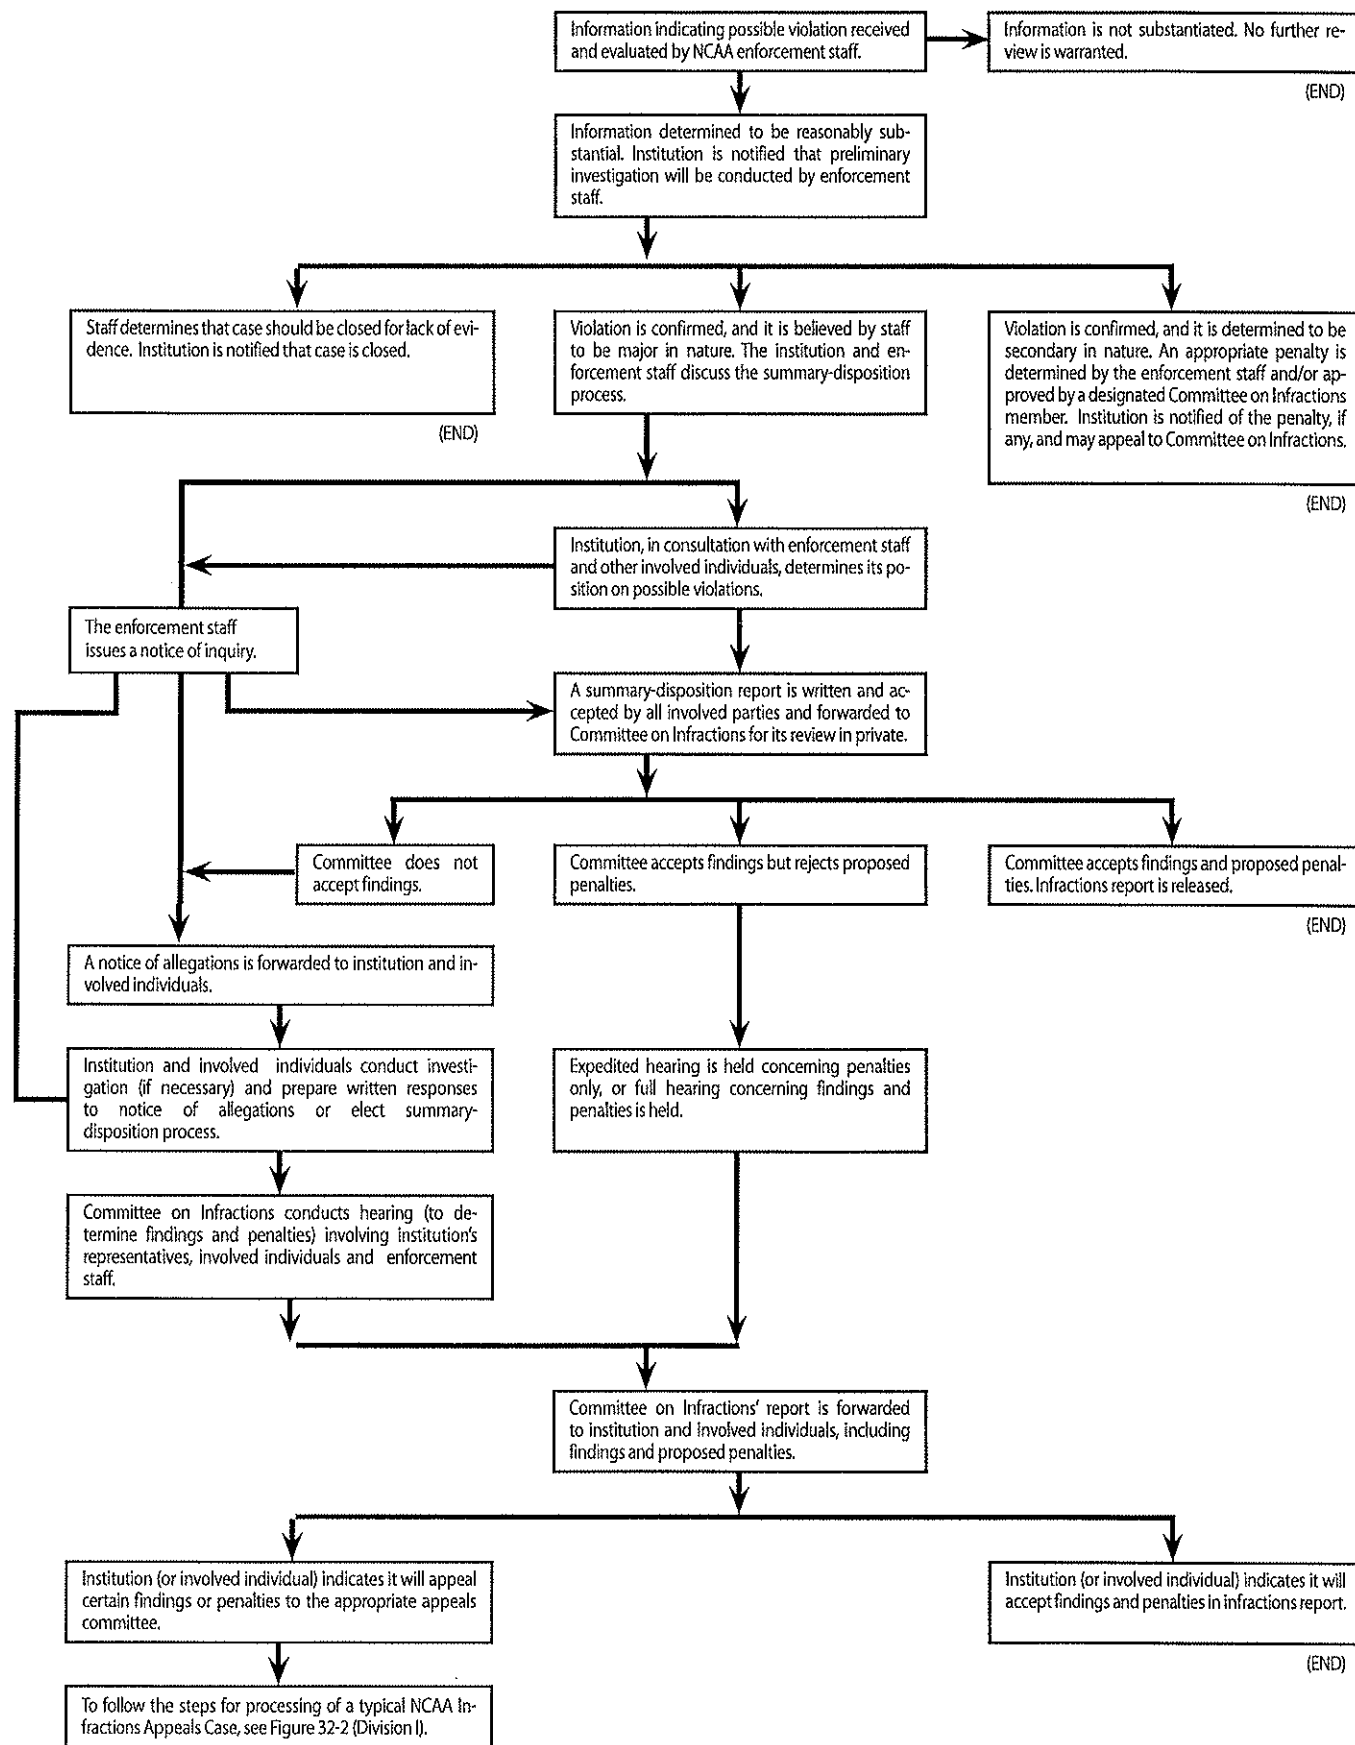 Information indicating possible violation received
and evaluated by NCAA enforcement staff.
Information is not substantiated. No further re-
view is warranted.
(END)
Information determined to be reasonably sub-
stantial. Institution is notified that preliminary
investigation will be conducted by enforcement
staff.
Staff determines that case should be closed for lack of evi-
dence. Institution is notified that case is closed.
(END)
Violation is confirmed, and it is believed by staff
to be major in nature. The institution and en-
forcement staff discuss the summary-disposition
process.
Violation is confirmed, and it is determined to be
secondary in nature. An appropriate penalty is
determined by the enforcement staff and/or ap-
proved by a designated Committee on Infractions
member. Institution is notified of the penalty, if
any, and may appeal to Committee on Infractions.
(END)
Institution, in consultation with enforcement staff
and other involved individuals, determines its po-
sition on possible violations.
The enforcement staff
issues a notice of inquiry.
A summary-disposition report is written and ac-
cepted by all involved parties and forwarded to
Committee on Infractions for its review in private.
Committee does not
accept findings.
Committee accepts findings but rejects proposed
penalties.
Committee accepts findings and proposed penal-
ties. Infractions report is released.
(END)
A notice of allegations is forwarded to institution and in-
volved individuals.
Institution and involved individuals conduct investi-
gation (if necessary) and prepare written responses
to notice of allegations or elect summary-
disposition process.
Expedited hearing is held concerning penalties
only, or full hearing concerning findings and
penalties is held.
Committee on Infractions conducts hearing (to de-
termine findings and penalties) involving institution's
representatives, involved individuals and enforcement
staff.
Committee on Infractions' report is forwarded
to institution and involved individuals, including
findings and proposed penalties.
Institution (or involved individual) indicates it will appeal
certain findings or penalties to the appropriate appeals
committee.
Institution (or involved individual) indicates it will
accept findings and penalties in infractions report.
(END)
To follow the steps for processing of a typical NCAA In-
fractions Appeals Case, see Figure 32-2 (Division I).